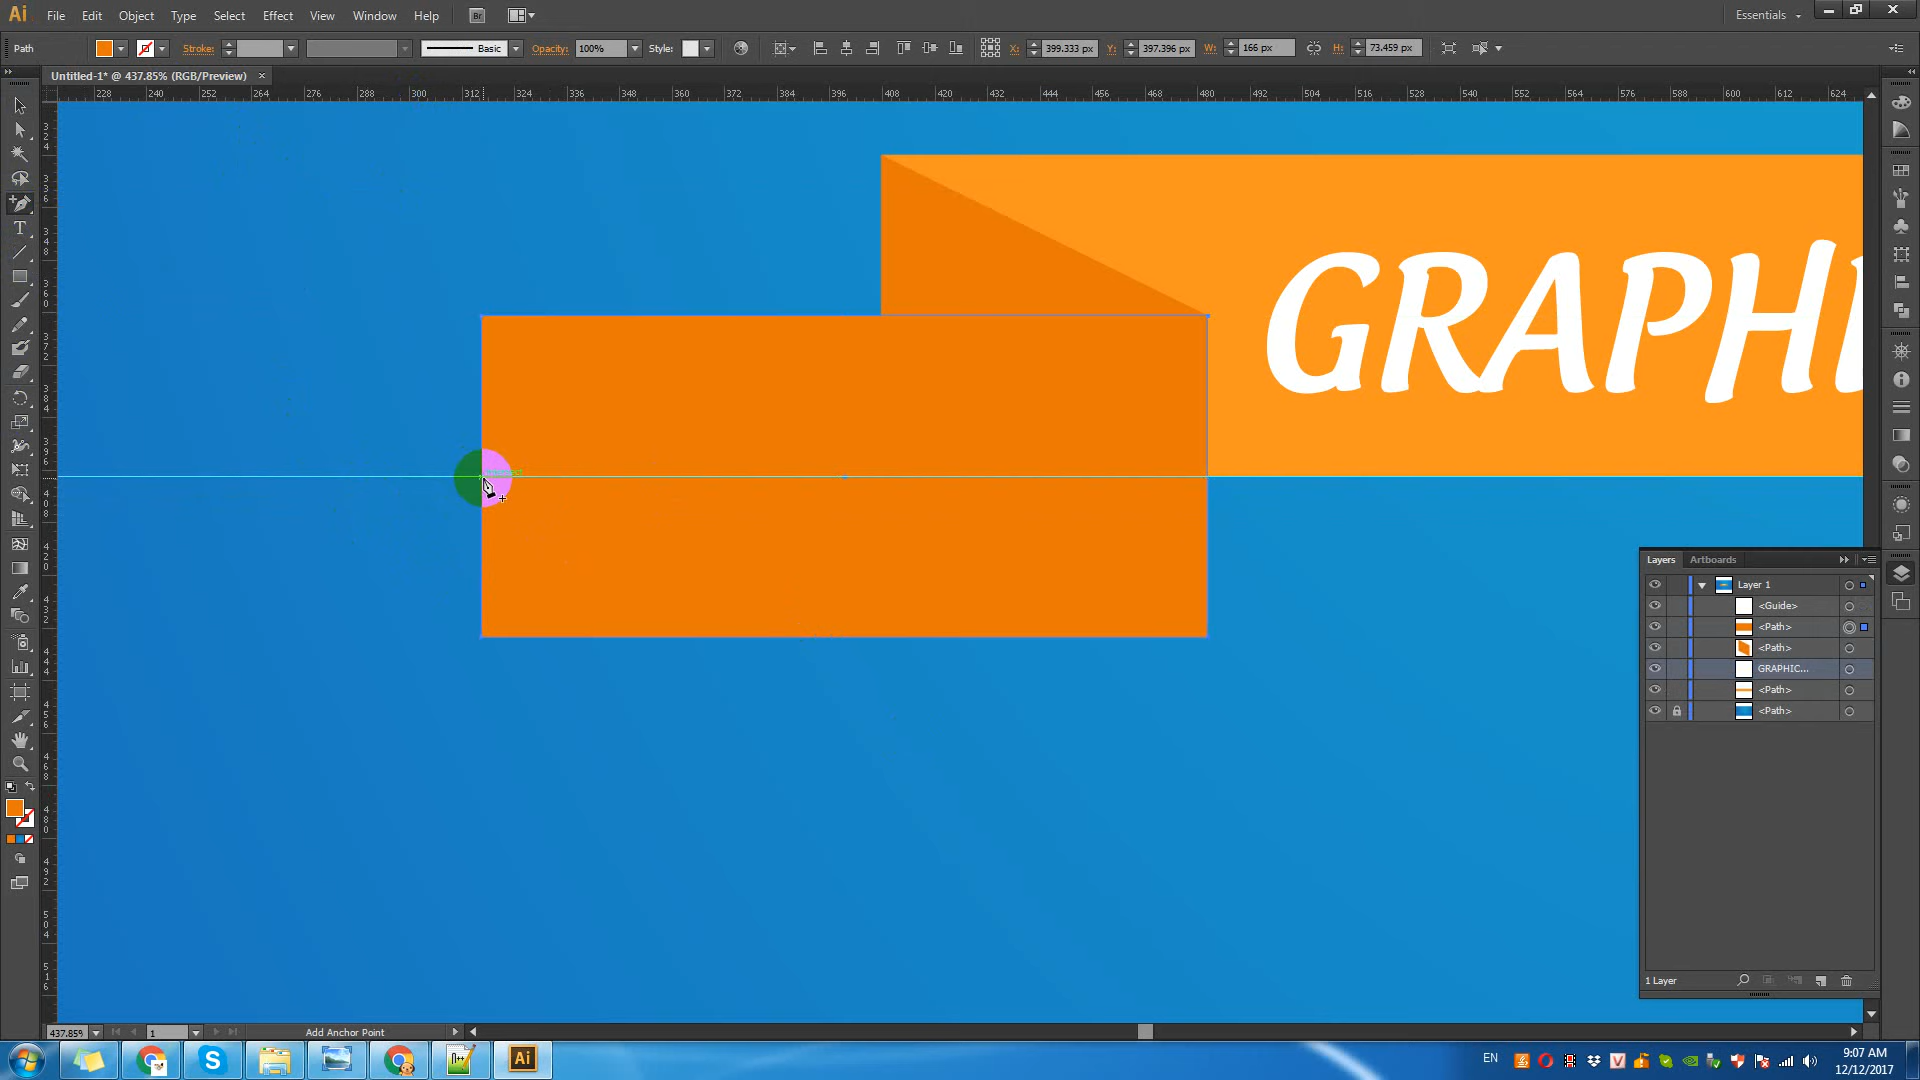 Ai File Edit Object Type Select Effect View Window Help Br Essentials
Path Stroke: Basic Opacity: 100% Style: X: 399.333 px Y: 397.396 px W: 166 px H: 73.459 px
Untitled-1* @ 437.85% (RGB/Preview)
228 240 252 264 276 288 300 312 324 336 348 360 372 384 396 408 420 432 444 456 468 480 492 504 516 528 540 552 564 576 588 600 612 624
GRAPHI
Layers Artboards
Layer 1
<Guide>
<Path>
<Path>
GRAPHIC...
<Path>
<Path>
1 Layer
437.85% 1 Add Anchor Point
EN 9:07 AM
12/12/2017